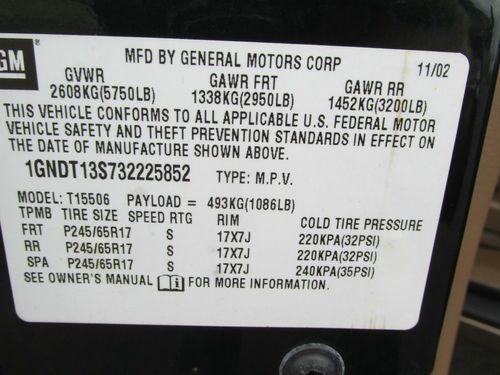 GM
MFD BY GENERAL MOTORS CORP 11/02
GVWR GAWR FRT GAWR RR
2608KG(5750LB) 1338KG(2950LB) 1452KG(3200LB)
THIS VEHICLE CONFORMS TO ALL APPLICABLE U.S. FEDERAL MOTOR
VEHICLE SAFETY AND THEFT PREVENTION STANDARDS IN EFFECT ON
THE DATE OF MANUFACTURE SHOWN ABOVE.
1GNDT13S732225852 TYPE: M.P.V.
MODEL: T15506 PAYLOAD = 493KG(1086LB)
TPMB TIRE SIZE SPEED RTG RIM COLD TIRE PRESSURE
FRT P245/65R17 S 17X7J 220KPA(32PSI)
RR P245/65R17 S 17X7J 220KPA(32PSI)
SPA P245/65R17 S 17X7J 240KPA(35PSI)
SEE OWNER'S MANUAL FOR MORE INFORMATION.